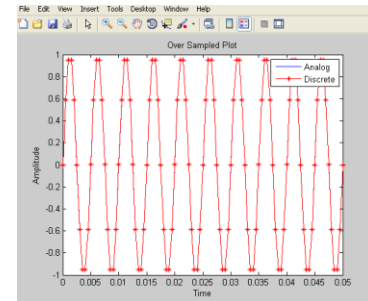 File Edit View Insert Tools Desktop Window Help
Over Sampled Plot
Analog
Discrete
1
0.8
0.6
0.4
0.2
0
-0.2
-0.4
-0.6
-0.8
-1
Amplitude
0 0.005 0.01 0.015 0.02 0.025 0.03 0.035 0.04 0.045 0.05
Time